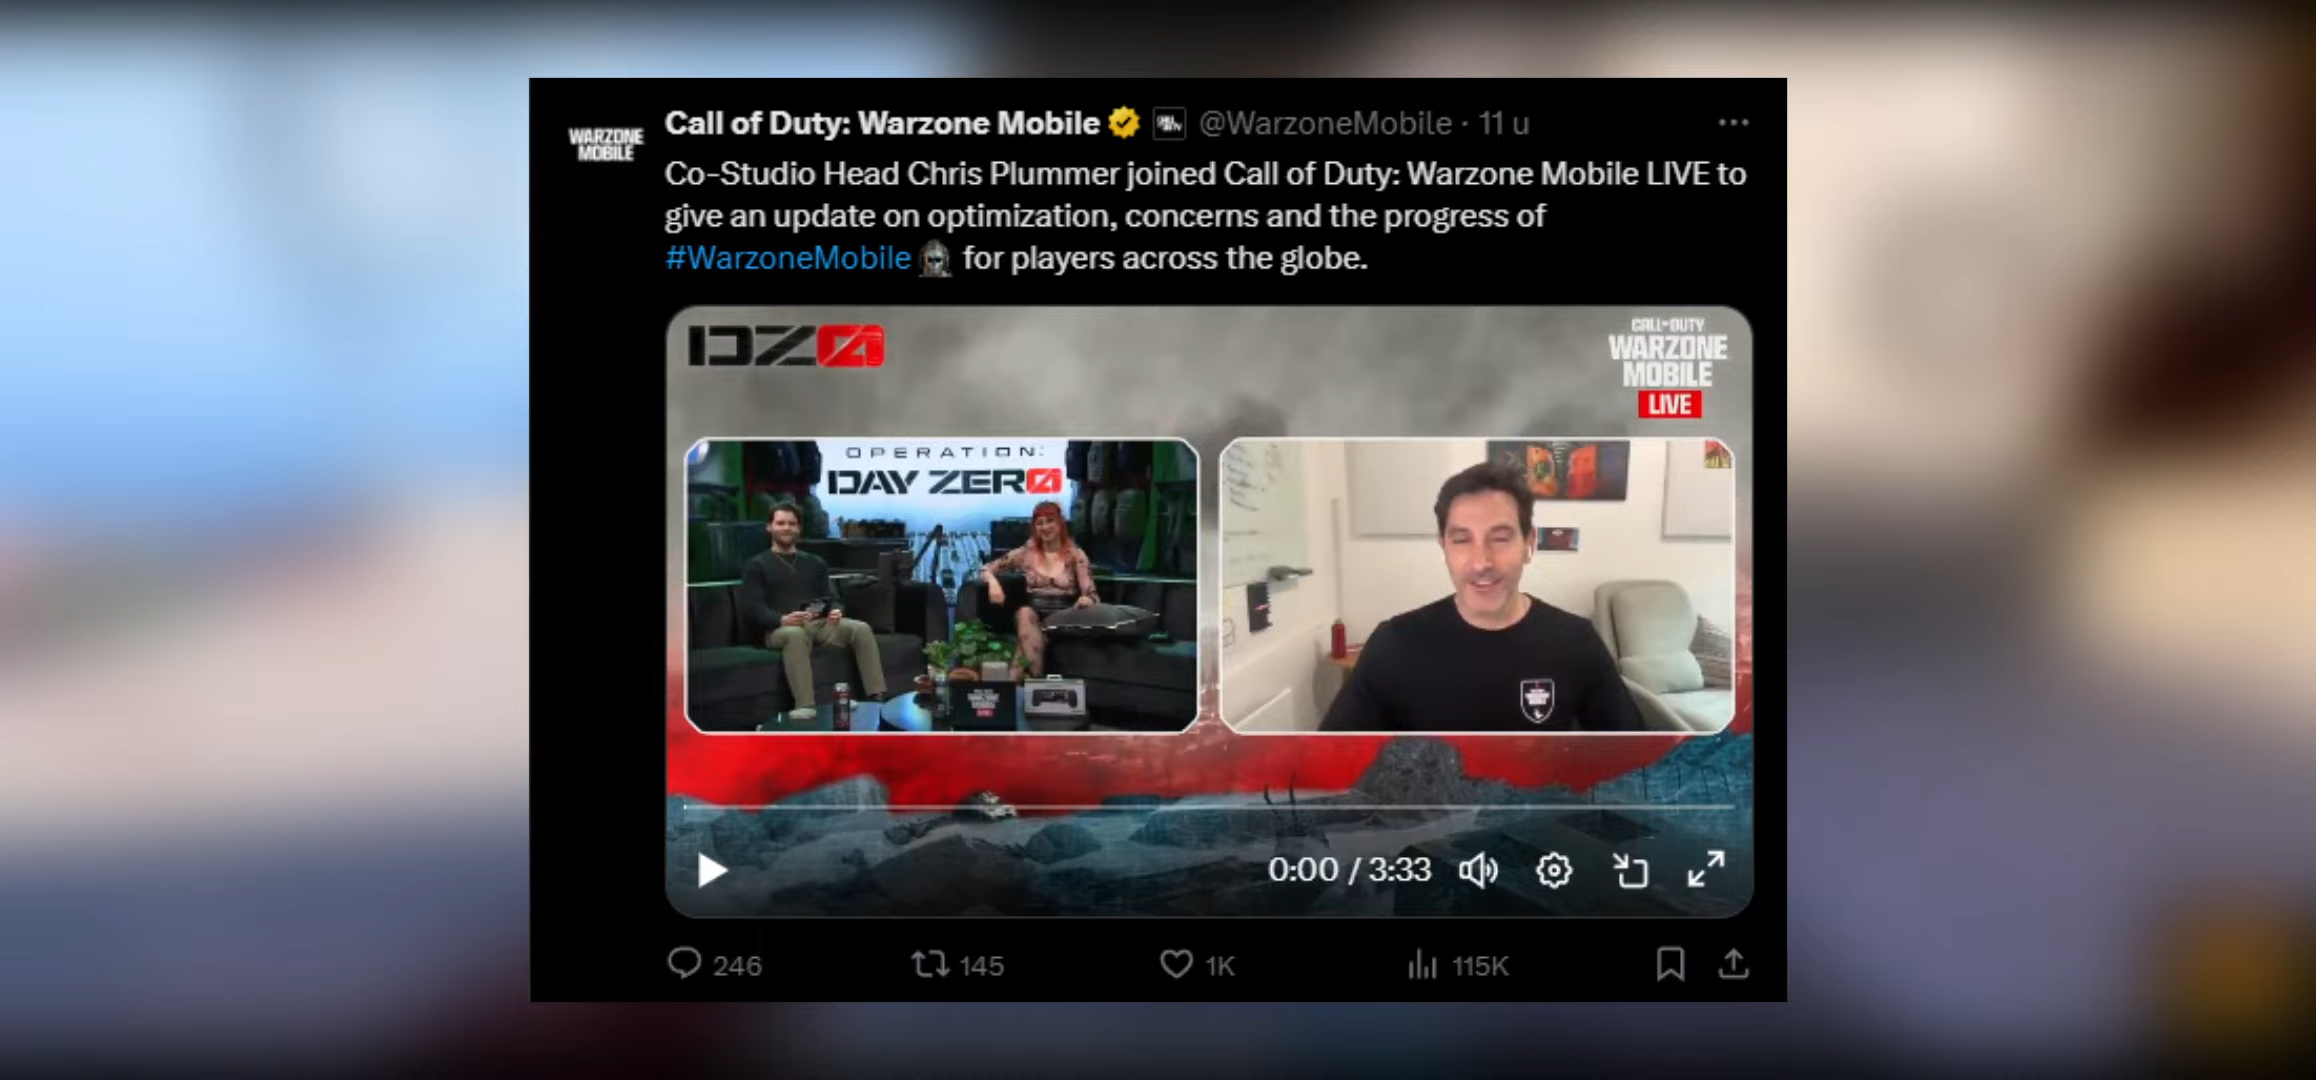 WARZONE
MOBILE
Call of Duty: Warzone Mobile @WarzoneMobile · 11 u
Co-Studio Head Chris Plummer joined Call of Duty: Warzone Mobile LIVE to
give an update on optimization, concerns and the progress of
#WarzoneMobile for players across the globe.
DZ0
CALL OF DUTY
WARZONE
MOBILE
LIVE
OPERATION:
DAY ZER0
0:00 / 3:33
246 145 1K 115K